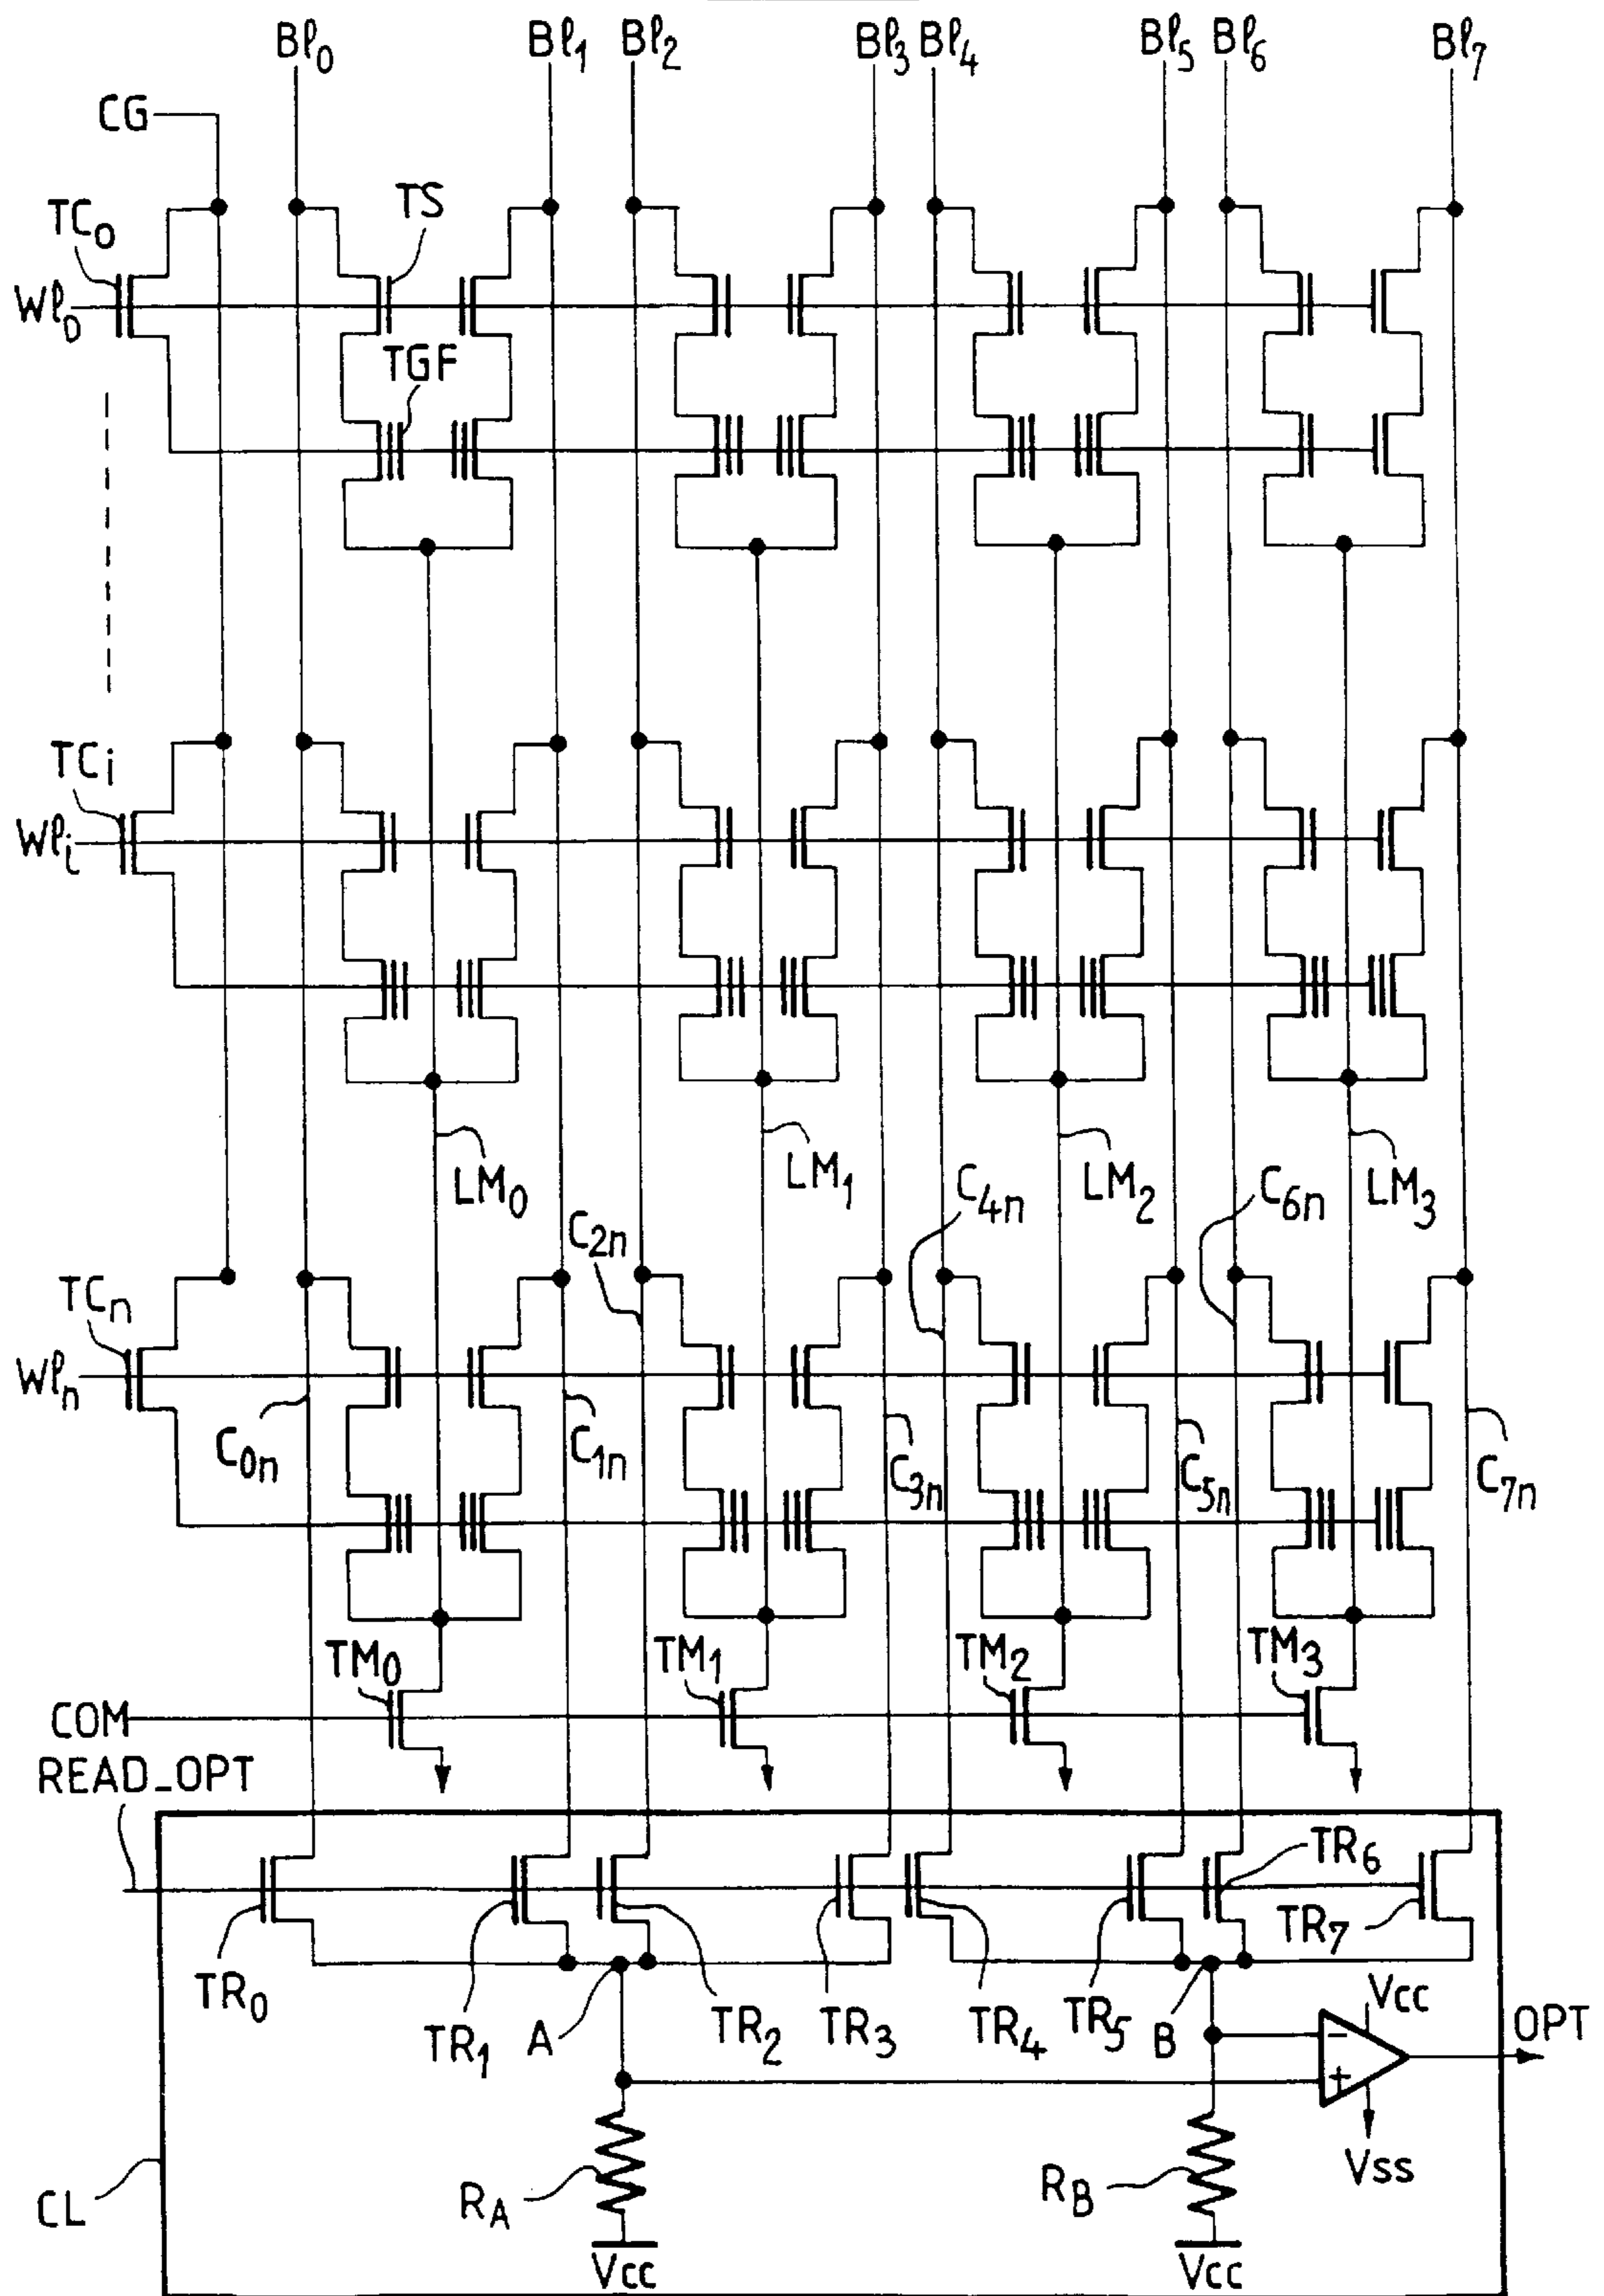 Bℓ0 Bℓ1 Bℓ2 Bℓ3 Bℓ4 Bℓ5 Bℓ6 Bℓ7
CG
TS
TC0
Wℓ0
TGF
TCi
Wℓi
LM0 LM1 LM2 LM3
C4n C6n
C2n
TCn
Wℓn
C0n C1n C3n C5n C7n
TM0 TM1 TM2 TM3
COM
READ_OPT
TR6
TR7
TR0
TR1 A TR2 TR3 TR4 TR5 B
Vcc
OPT
−
+
Vss
CL
RA RB
Vcc Vcc